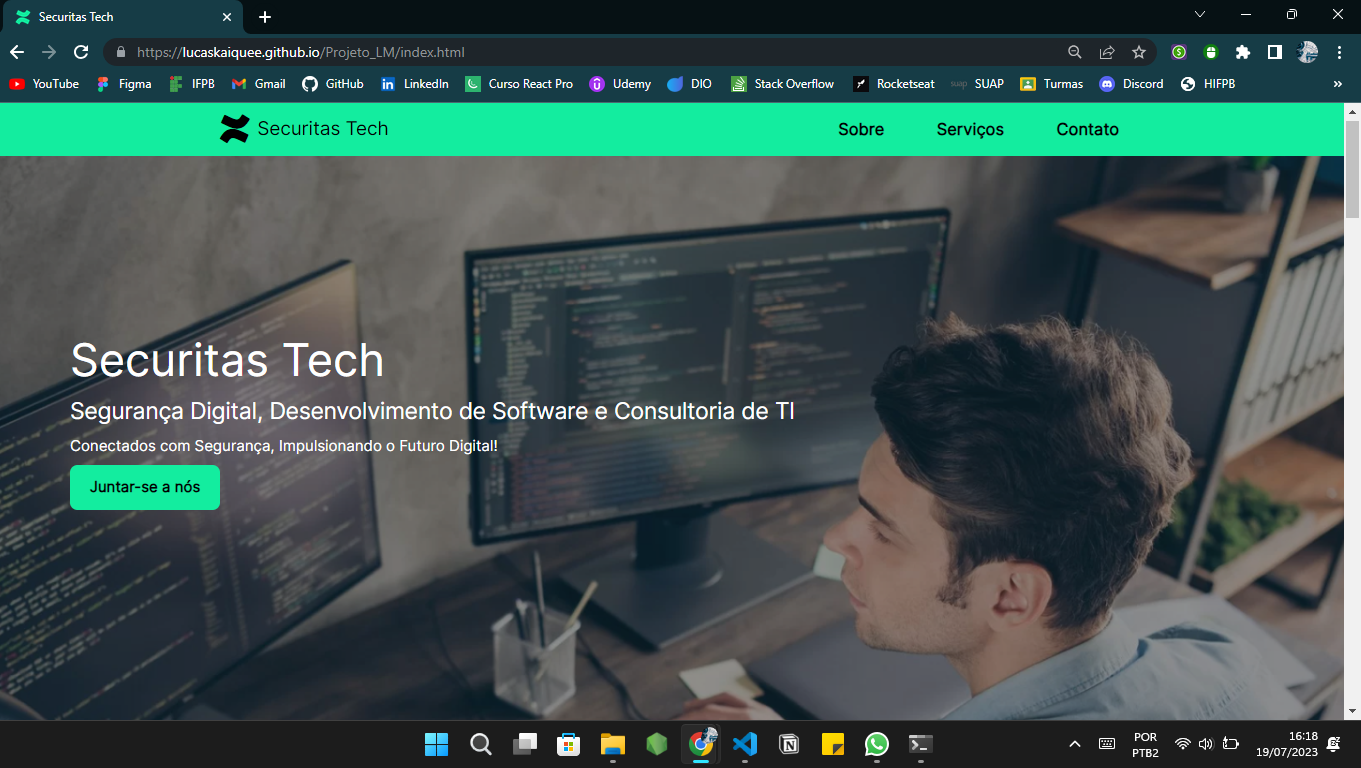 Securitas Tech
https://lucaskaiquee.github.io/Projeto_LM/index.html
YouTube Figma IFPB Gmail GitHub LinkedIn Curso React Pro Udemy DIO Stack Overflow Rocketseat suap SUAP Turmas Discord HIFPB »
Securitas Tech Sobre Serviços Contato
Securitas Tech
Segurança Digital, Desenvolvimento de Software e Consultoria de TI
Conectados com Segurança, Impulsionando o Futuro Digital!
Juntar-se a nós
POR
PTB2
16:18
19/07/2023